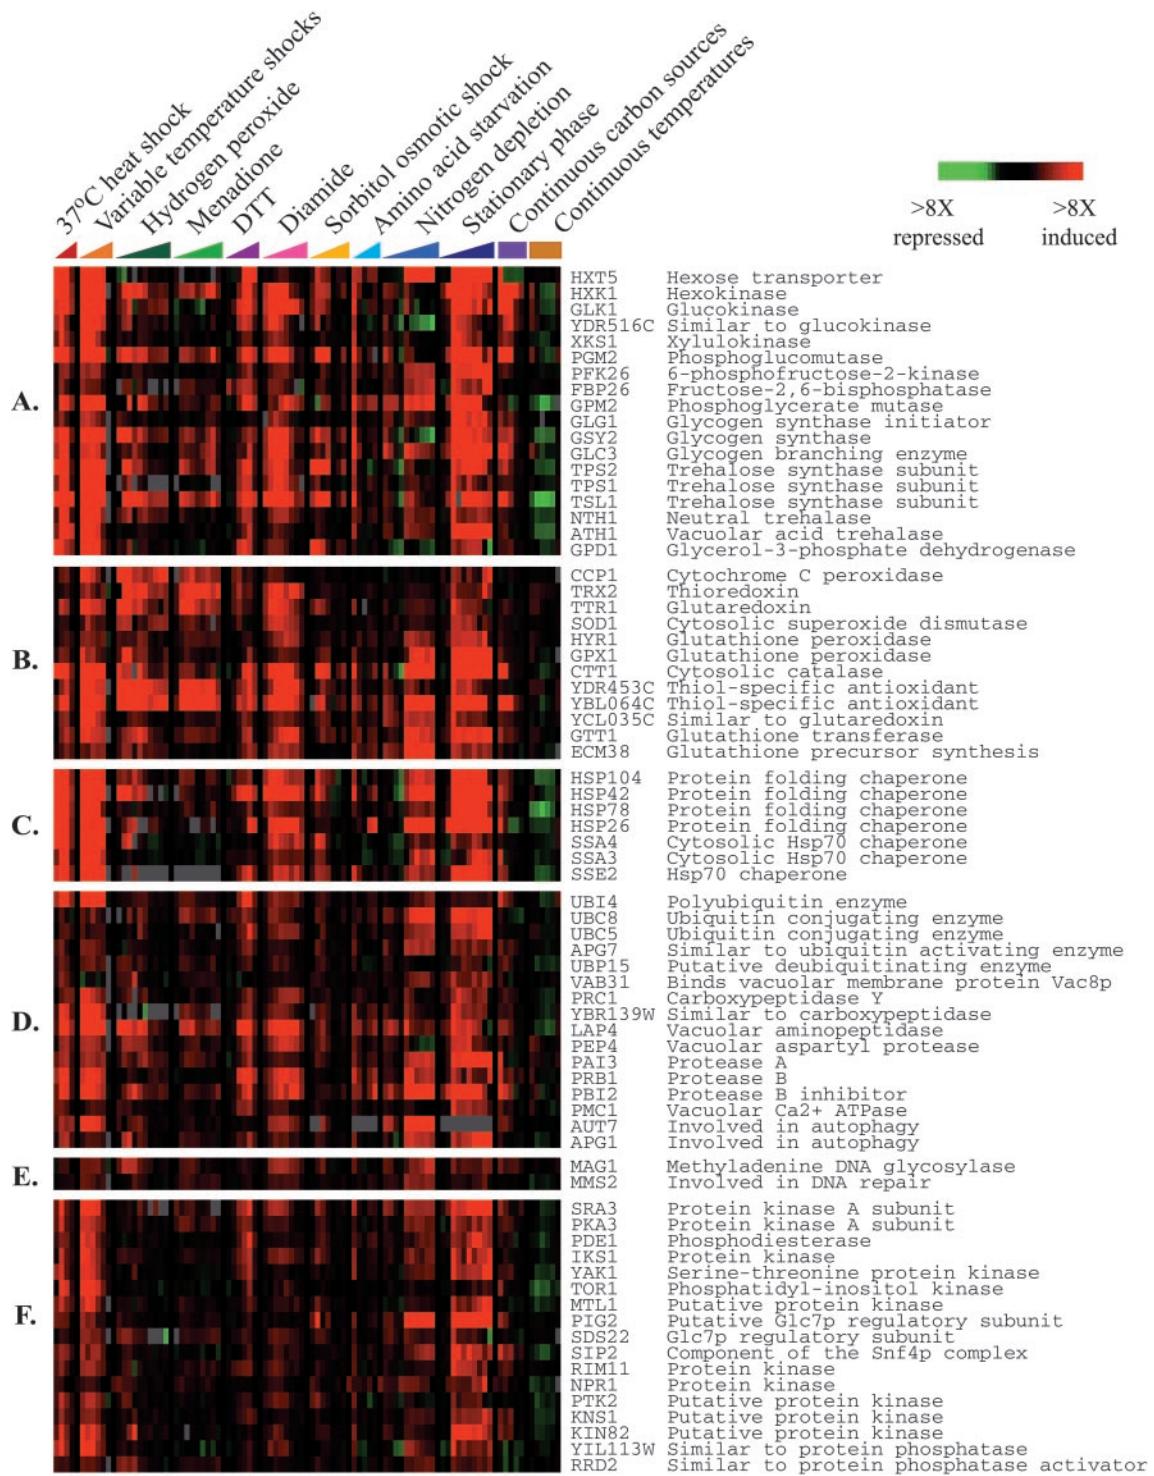 37°C heat shock
Variable temperature shocks
Hydrogen peroxide
Menadione
DTT
Diamide
Sorbitol osmotic shock
Amino acid starvation
Nitrogen depletion
Stationary phase
Continuous carbon sources
Continuous temperatures
>8X repressed
>8X induced
A.
HXT5 Hexose transporter
HXK1 Hexokinase
GLK1 Glucokinase
YDR516C Similar to glucokinase
XKS1 Xylulokinase
PGM2 Phosphoglucomutase
PFK26 6-phosphofructose-2-kinase
FBP26 Fructose-2,6-bisphosphatase
GPM2 Phosphoglycerate mutase
GLG1 Glycogen synthase initiator
GSY2 Glycogen synthase
GLC3 Glycogen branching enzyme
TPS2 Trehalose synthase subunit
TPS1 Trehalose synthase subunit
TSL1 Trehalose synthase subunit
NTH1 Neutral trehalase
ATH1 Vacuolar acid trehalase
GPD1 Glycerol-3-phosphate dehydrogenase
B.
CCP1 Cytochrome C peroxidase
TRX2 Thioredoxin
TTR1 Glutaredoxin
SOD1 Cytosolic superoxide dismutase
HYR1 Glutathione peroxidase
GPX1 Glutathione peroxidase
CTT1 Cytosolic catalase
YDR453C Thiol-specific antioxidant
YBL064C Thiol-specific antioxidant
YCL035C Similar to glutaredoxin
GTT1 Glutathione transferase
ECM38 Glutathione precursor synthesis
C.
HSP104 Protein folding chaperone
HSP42 Protein folding chaperone
HSP78 Protein folding chaperone
HSP26 Protein folding chaperone
SSA4 Cytosolic Hsp70 chaperone
SSA3 Cytosolic Hsp70 chaperone
SSE2 Hsp70 chaperone
D.
UBI4 Polyubiquitin enzyme
UBC8 Ubiquitin conjugating enzyme
UBC5 Ubiquitin conjugating enzyme
APG7 Similar to ubiquitin activating enzyme
UBP15 Putative deubiquitinating enzyme
VAB31 Binds vacuolar membrane protein Vac8p
PRC1 Carboxypeptidase Y
YBR139W Similar to carboxypeptidase
LAP4 Vacuolar aminopeptidase
PEP4 Vacuolar aspartyl protease
PAI3 Protease A
PRB1 Protease B
PBI2 Protease B inhibitor
PMC1 Vacuolar Ca2+ ATPase
AUT7 Involved in autophagy
APG1 Involved in autophagy
E.
MAG1 Methyladenine DNA glycosylase
MMS2 Involved in DNA repair
F.
SRA3 Protein kinase A subunit
PKA3 Protein kinase A subunit
PDE1 Phosphodiesterase
IKS1 Protein kinase
YAK1 Serine-threonine protein kinase
TOR1 Phosphatidyl-inositol kinase
MTL1 Putative protein kinase
PIG2 Putative Glc7p regulatory subunit
SDS22 Glc7p regulatory subunit
SIP2 Component of the Snf4p complex
RIM11 Protein kinase
NPR1 Protein kinase
PTK2 Putative protein kinase
KNS1 Putative protein kinase
KIN82 Putative protein kinase
YIL113W Similar to protein phosphatase
RRD2 Similar to protein phosphatase activator